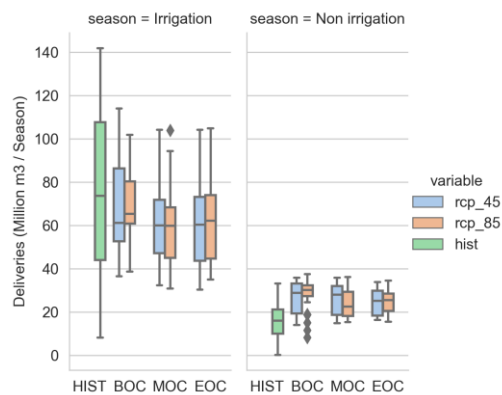 season = Irrigation
season = Non irrigation
Deliveries (Million m3 / Season)
140
120
100
80
60
40
20
0
HIST BOC MOC EOC
HIST BOC MOC EOC
variable
rcp_45
rcp_85
hist